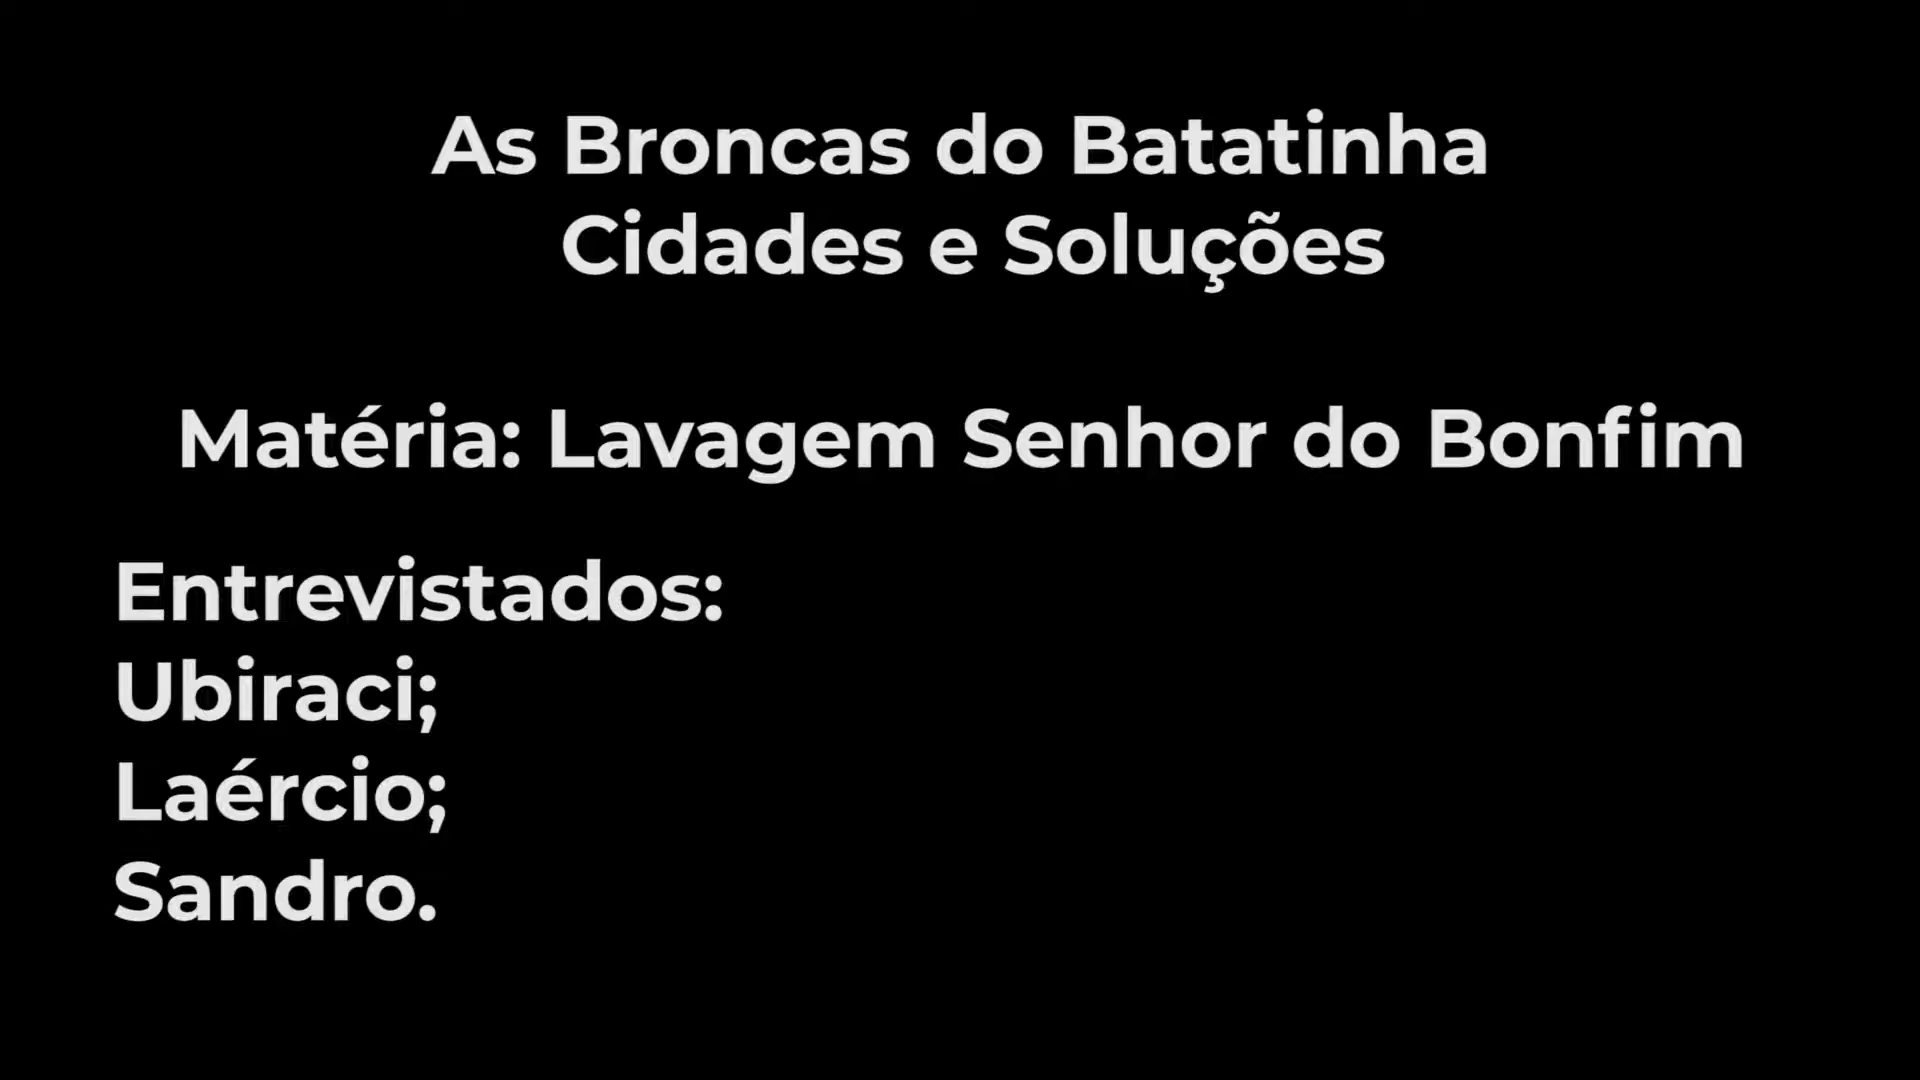 As Broncas do Batatinha
Cidades e Soluções
Matéria: Lavagem Senhor do Bonfim
Entrevistados:
Ubiraci;
Laércio;
Sandro.